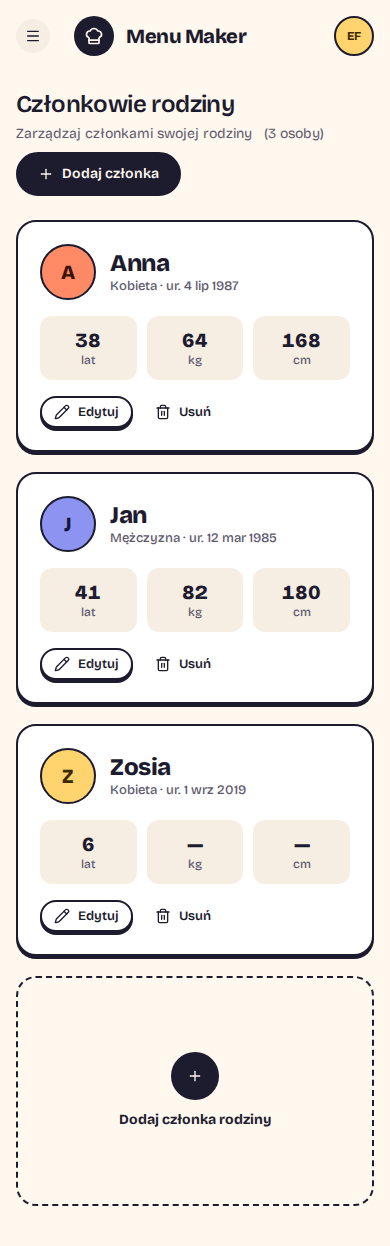 Menu Maker
EF
Członkowie rodziny
Zarządzaj członkami swojej rodziny (3 osoby)
Dodaj członka
A
Anna
Kobieta · ur. 4 lip 1987
38 64 168
lat kg cm
Edytuj Usuń
J
Jan
Mężczyzna · ur. 12 mar 1985
41 82 180
lat kg cm
Edytuj Usuń
Z
Zosia
Kobieta · ur. 1 wrz 2019
6 — —
lat kg cm
Edytuj Usuń
Dodaj członka rodziny